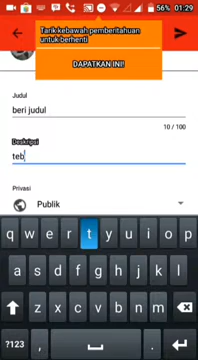 56% 01:29
Tarik kebawah pemberitahuan
untuk berhenti
DAPATKAN INI!
Judul
beri judul
10 / 100
Deskripsi
teb
Privasi
Publik
q w e r t y u i o p
a s d f g h j k l
z x c v b n m
?123 , .